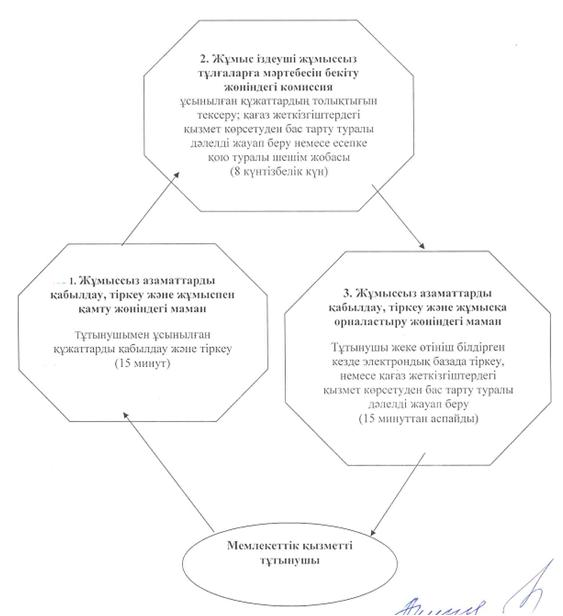 2. Жұмыс іздеуші жұмыссыз
тұлғаларға мәртебесін бекіту
жөніндегі комиссия
ұсынылған құжаттардың толықтығын
тексеру; қағаз жеткізгіштердегі
қызмет көрсетуден бас тарту туралы
дәлелді жауап беру немесе есепке
қою туралы шешім жобасы
(8 күнтізбелік күн)
1. Жұмыссыз азаматтарды
қабылдау, тіркеу және жұмыспен
қамту жөніндегі маман
Тұтынушымен ұсынылған
құжаттарды қабылдау және тіркеу
(15 минут)
3. Жұмыссыз азаматтарды
қабылдау, тіркеу және жұмысқа
орналастыру жөніндегі маман
Тұтынушы жеке өтініш білдірген
кезде электрондық базада тіркеу,
немесе қағаз жеткізгіштердегі
қызмет көрсетуден бас тарту туралы
дәлелді жауап беру
(15 минуттан аспайды)
Мемлекеттік қызметті
тұтынушы